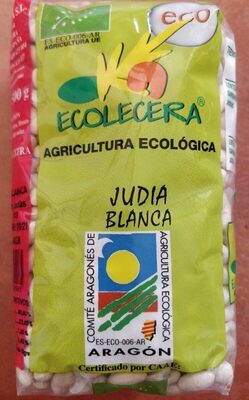 eco
ES-ECO-006-AR
AGRICULTURA UE
ECOLECERA®
AGRICULTURA ECOLÓGICA
JUDIA
BLANCA
COMITÉ ARAGONÉS DE
AGRICULTURA ECOLÓGICA
ES-ECO-006-AR
ARAGÓN
Certificado por CAAE: